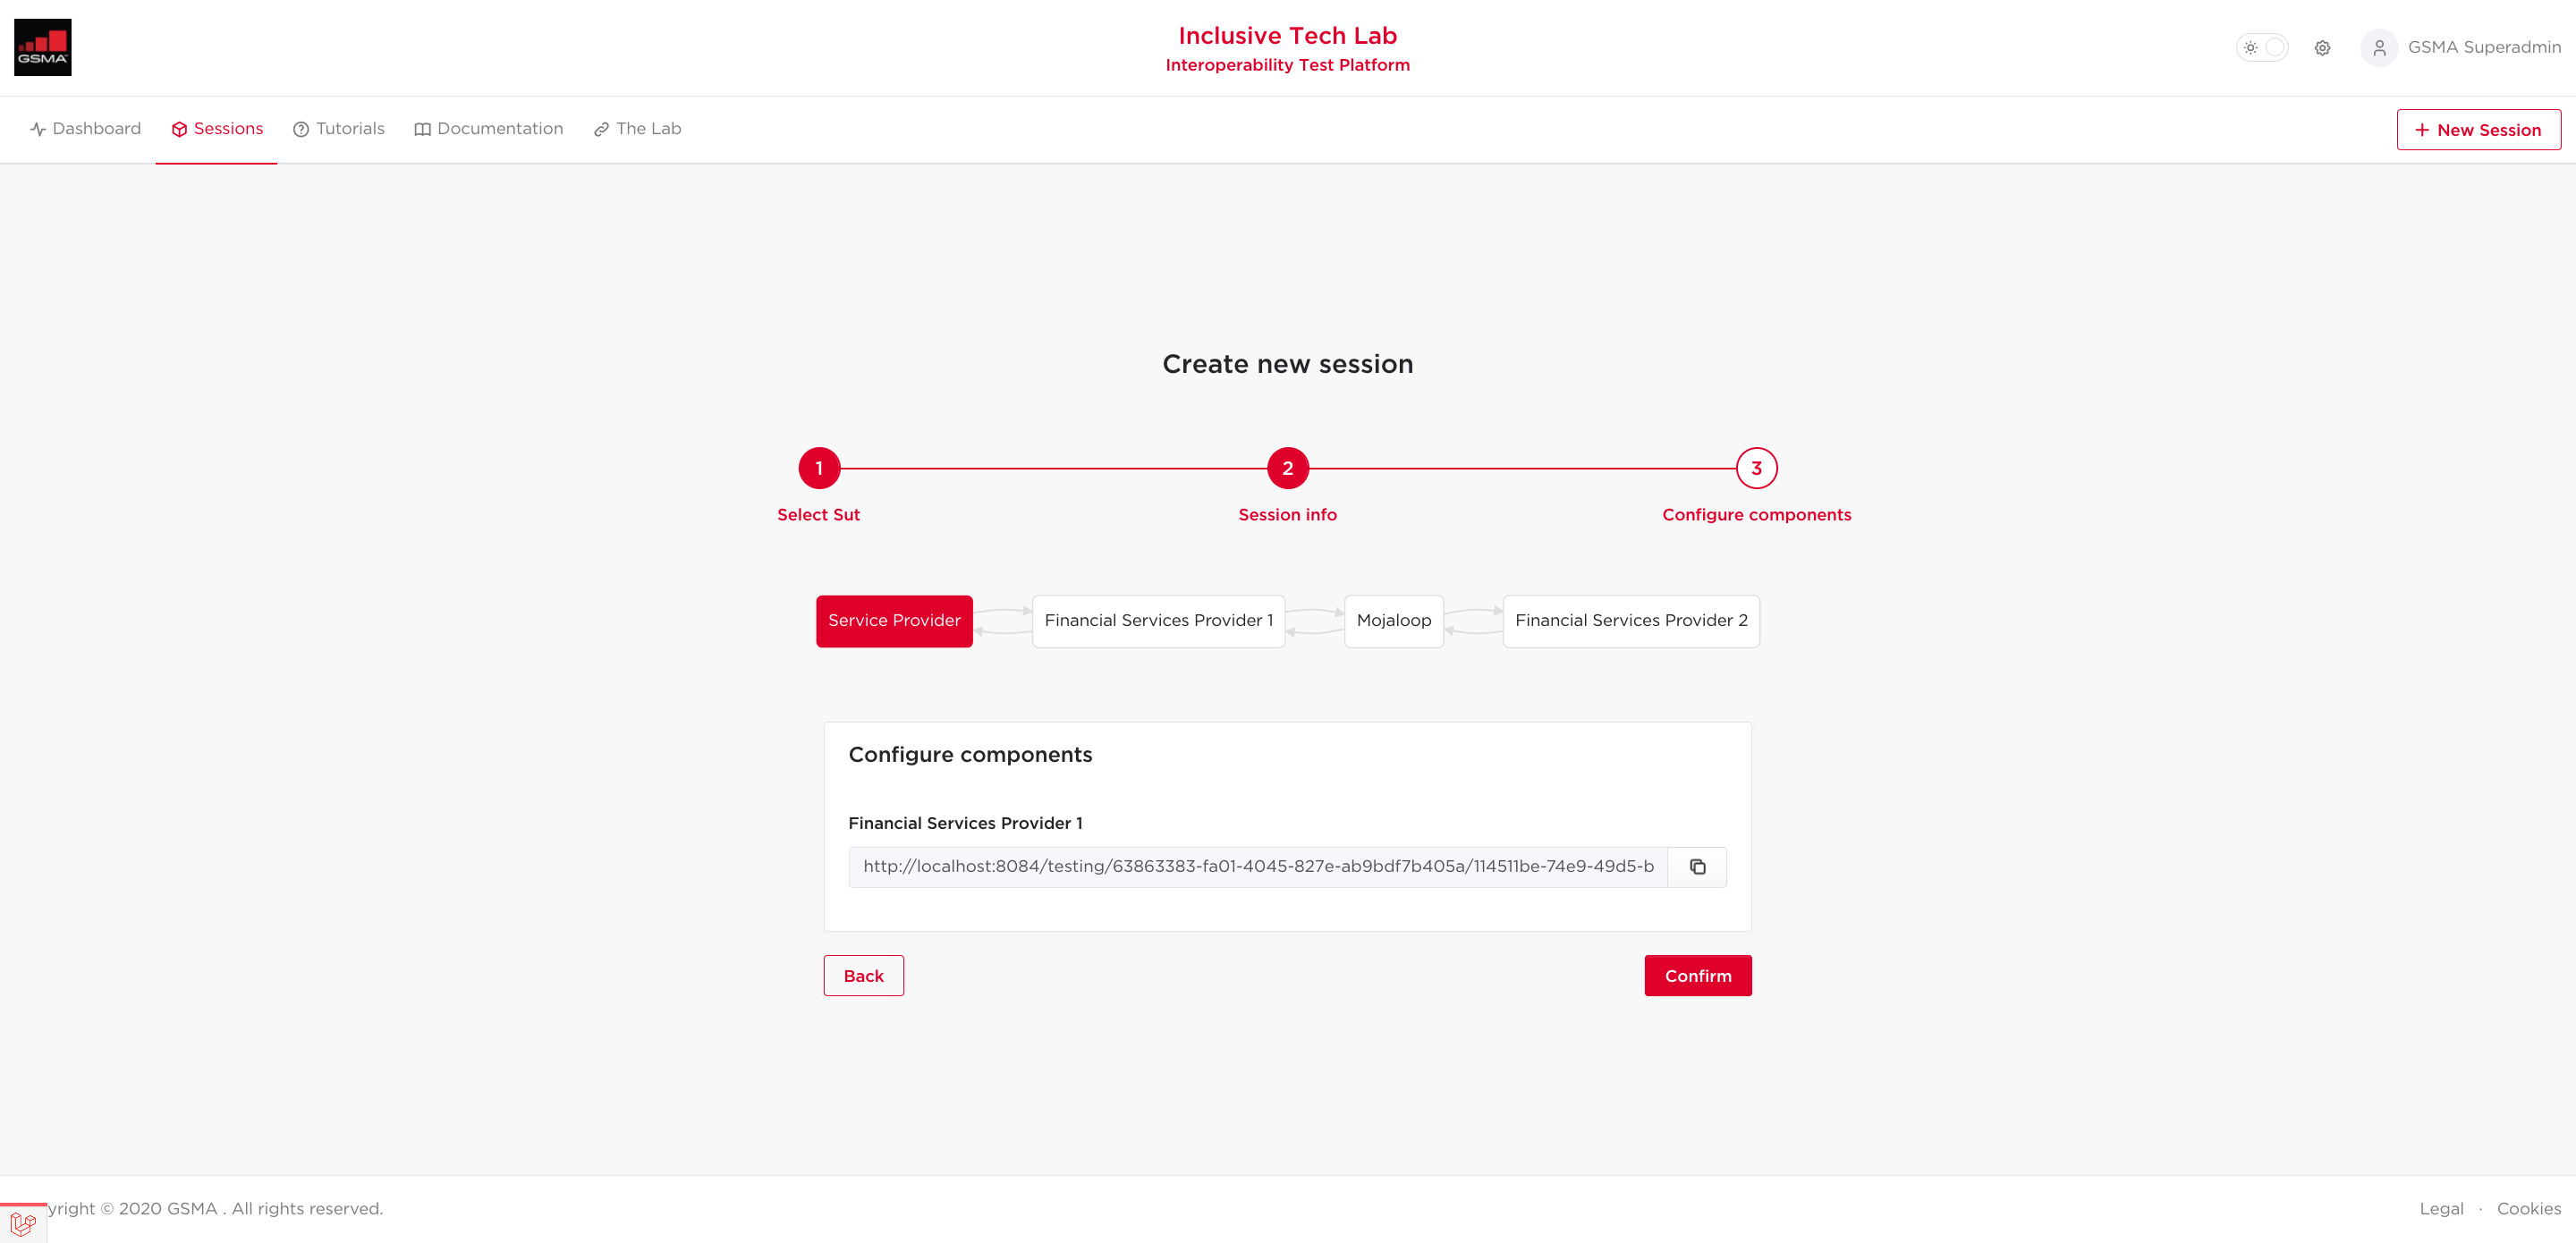 GSMA
Inclusive Tech Lab
Interoperability Test Platform
GSMA Superadmin
Dashboard
Sessions
Tutorials
Documentation
The Lab
+ New Session
Create new session
1
2
3
Select Sut
Session info
Configure components
Service Provider
Financial Services Provider 1
Mojaloop
Financial Services Provider 2
Configure components
Financial Services Provider 1
http://localhost:8084/testing/63863383-fa01-4045-827e-ab9bdf7b405a/114511be-74e9-49d5-b
Back
Confirm
yright © 2020 GSMA . All rights reserved.
Legal · Cookies